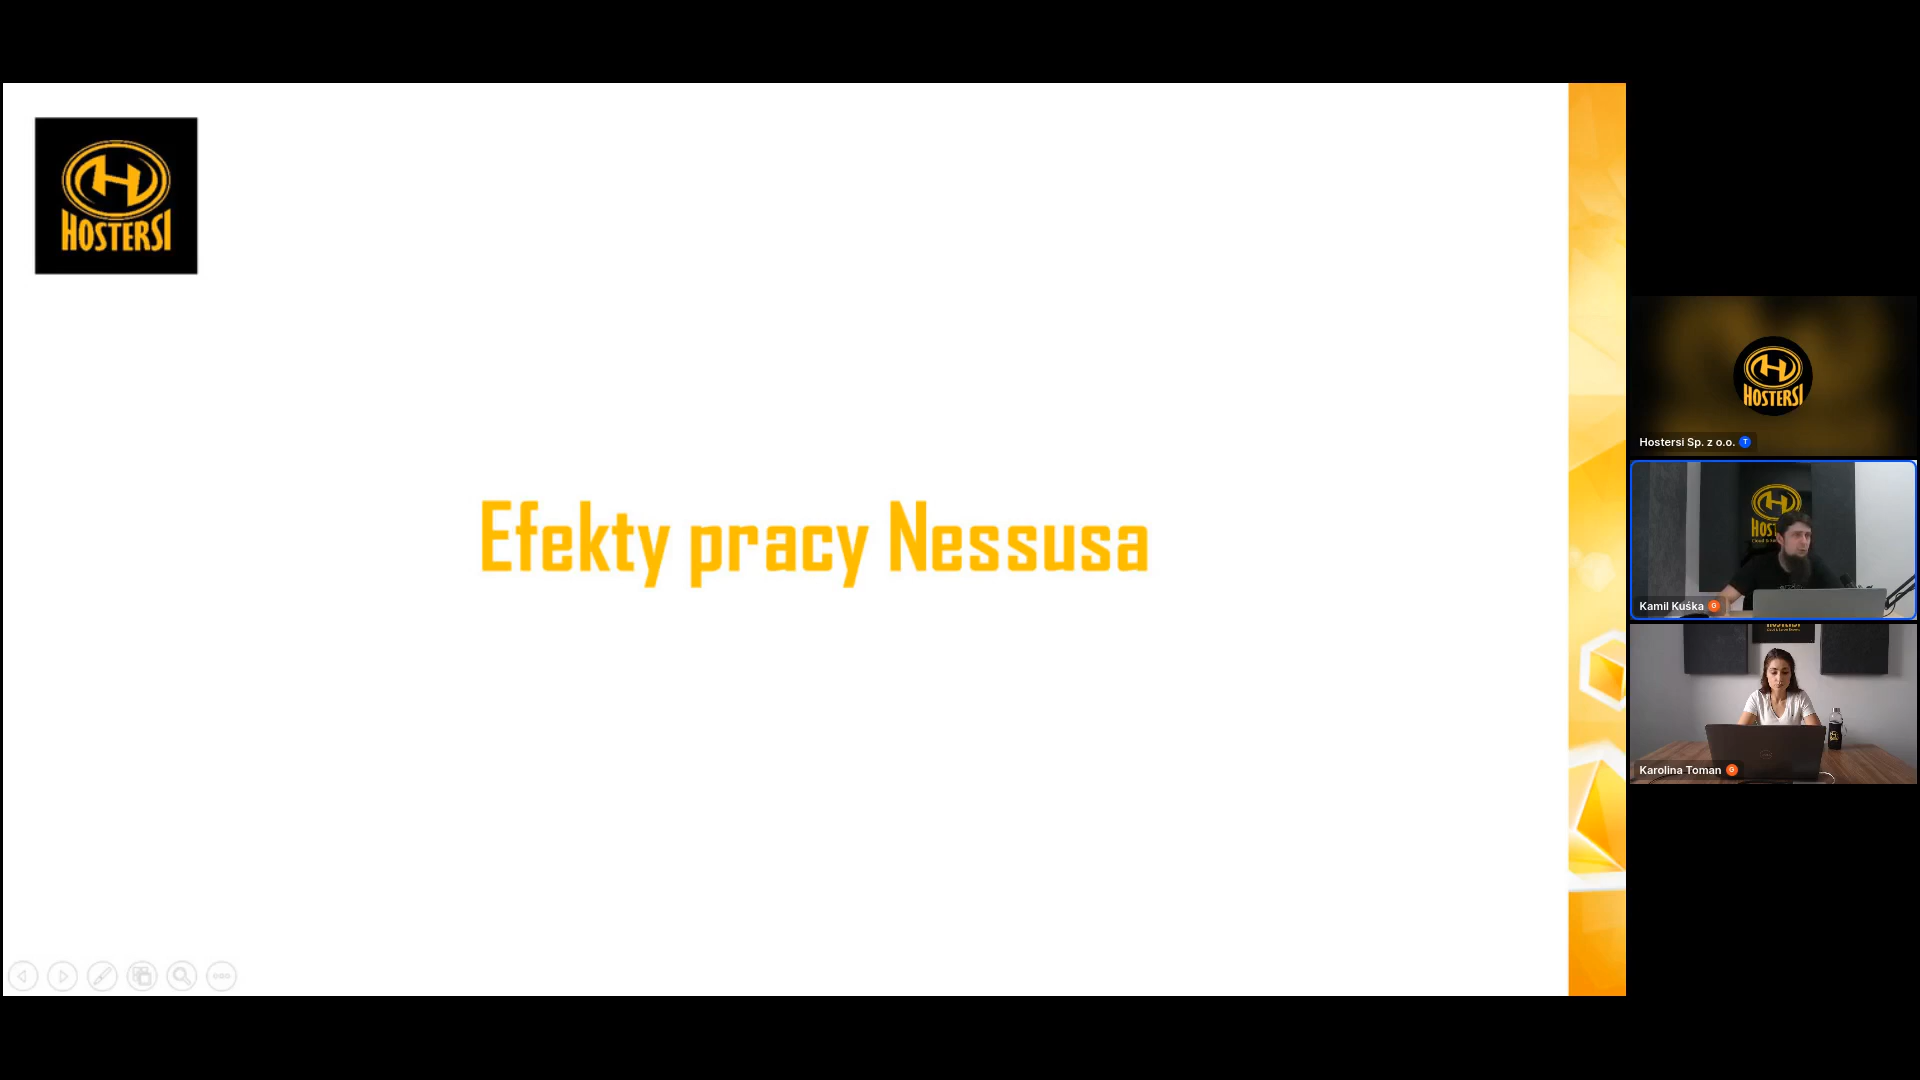 HOSTERSI
Efekty pracy Nessusa
HOSTERSI
Hostersi Sp. z o.o.
T
Kamil Kuśka
G
Karolina Toman
G